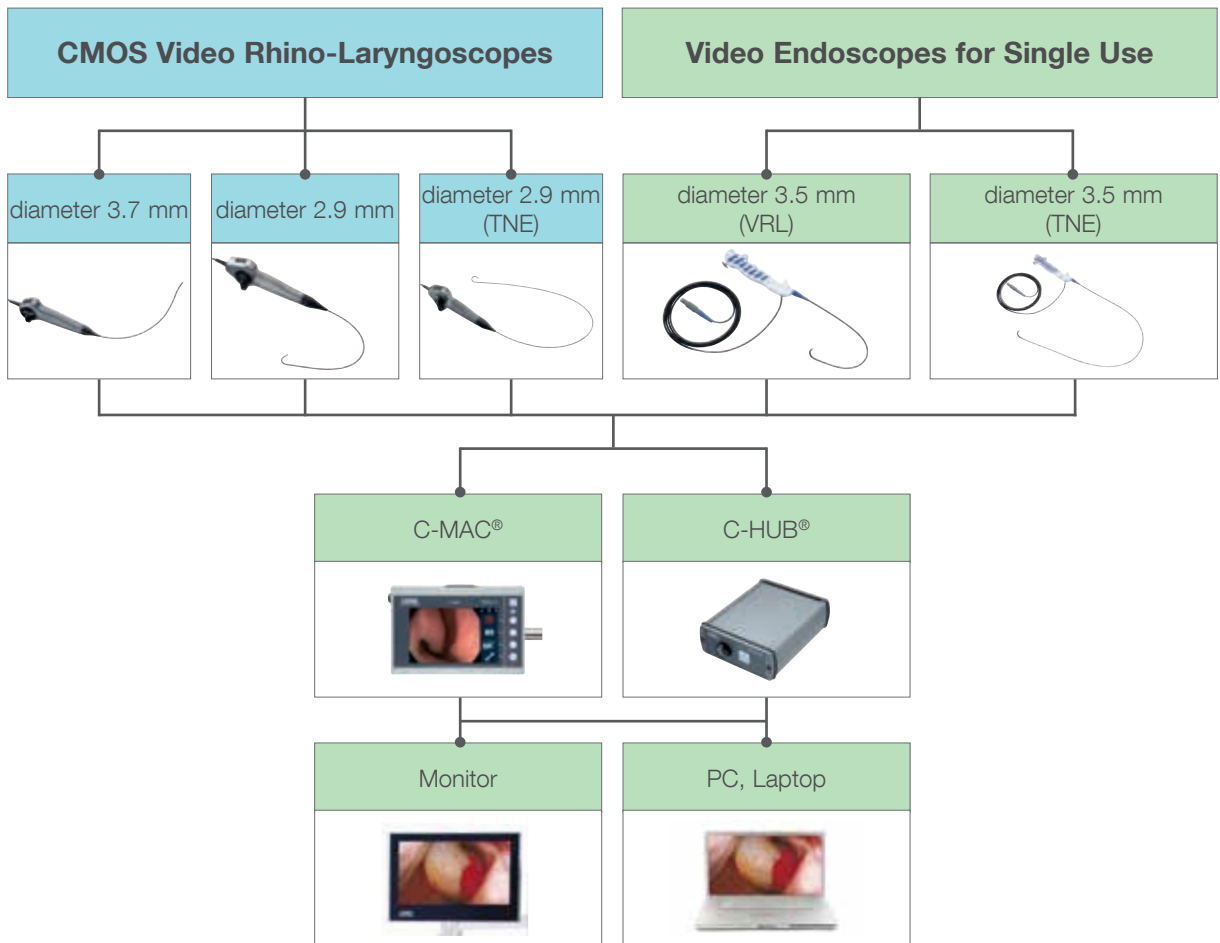 CMOS Video Rhino-Laryngoscopes
Video Endoscopes for Single Use
diameter 3.7 mm
diameter 2.9 mm
diameter 2.9 mm
(TNE)
diameter 3.5 mm
(VRL)
diameter 3.5 mm
(TNE)
C-MAC®
C-HUB®
Monitor
PC, Laptop